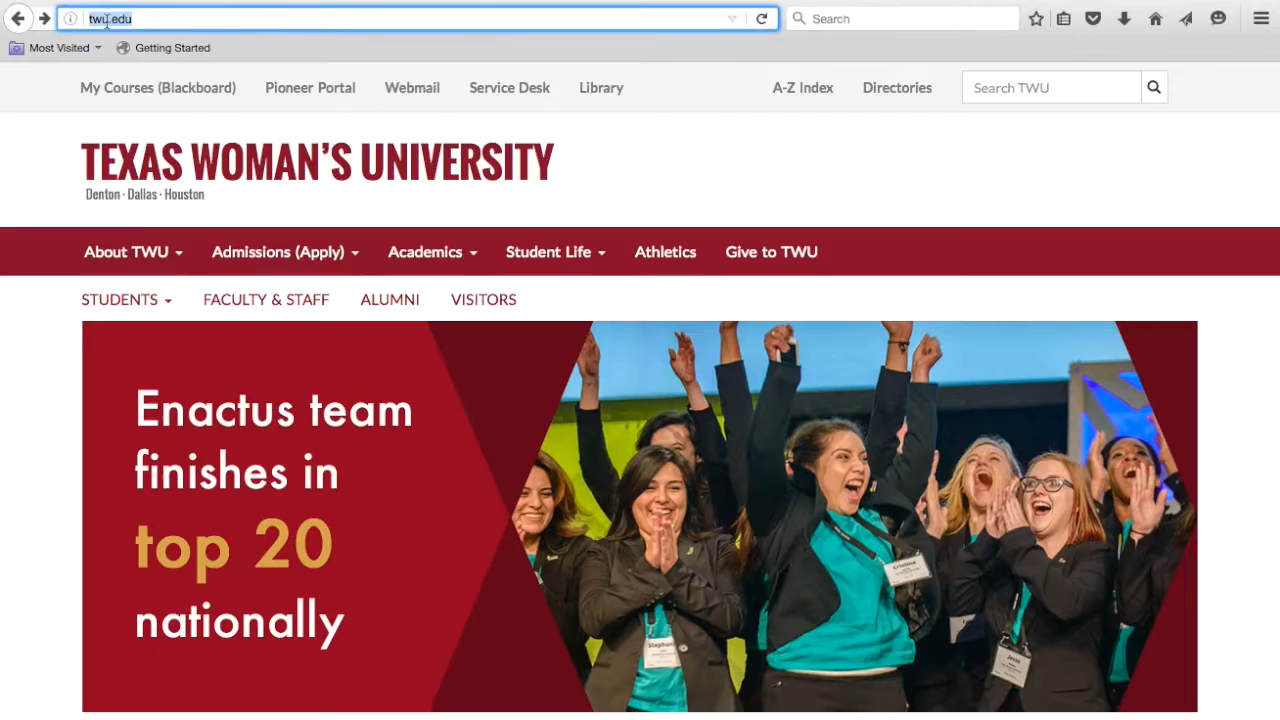 twu.edu
Search
Most Visited
Getting Started
My Courses (Blackboard) Pioneer Portal Webmail Service Desk Library A-Z Index Directories Search TWU
TEXAS WOMAN'S UNIVERSITY
Denton · Dallas · Houston
About TWU Admissions (Apply) Academics Student Life Athletics Give to TWU
STUDENTS FACULTY & STAFF ALUMNI VISITORS
Enactus team
finishes in
top 20
nationally
Cristina
Jesse